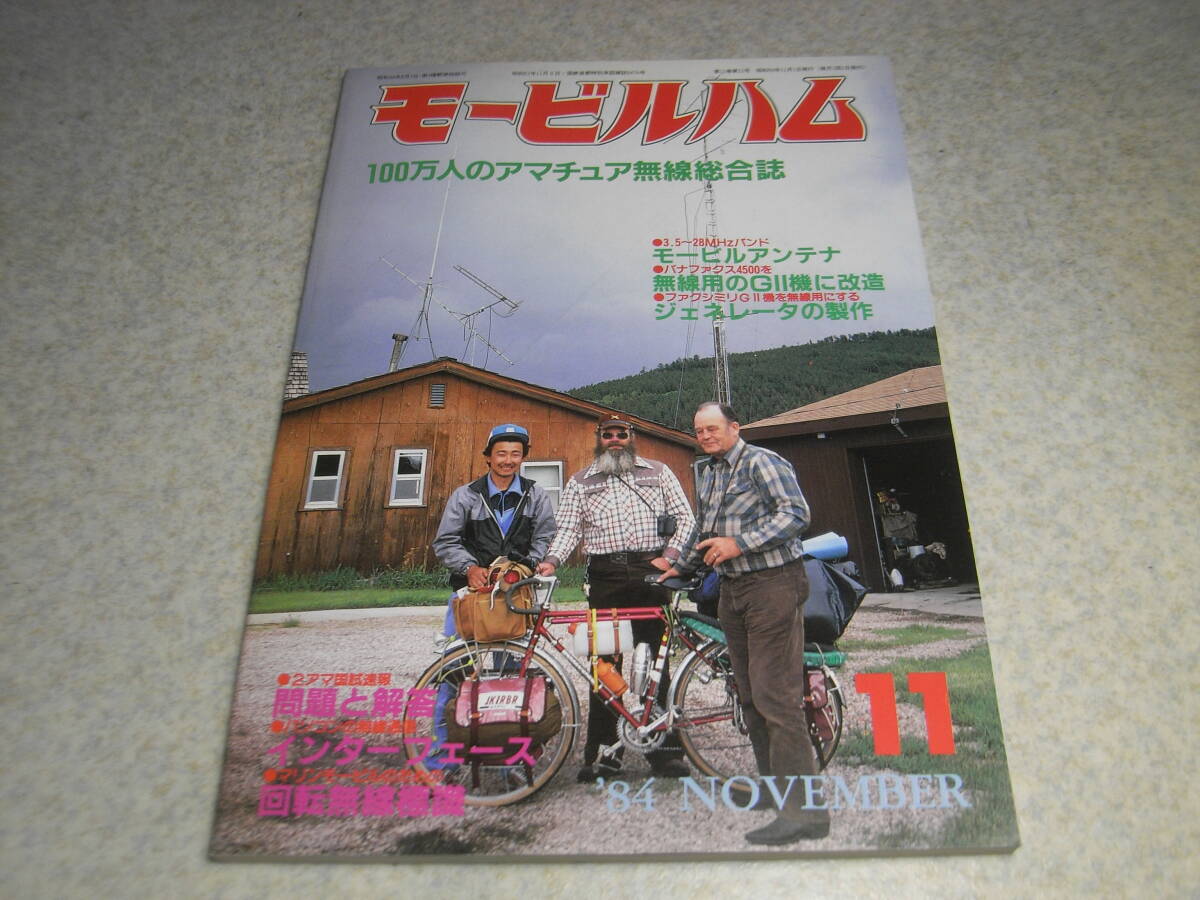 モービルハム
100万人のアマチュア無線総合誌
●3.5〜28MHzバンド
モービルアンテナ
●パナファクス4500を
無線用のGII機に改造
●ファクシミリGII機を無線用にする
ジェネレータの製作
●2アマ国試速報
問題と解答
インターフェース
回転無線標識
JK1RBR
11
'84 NOVEMBER